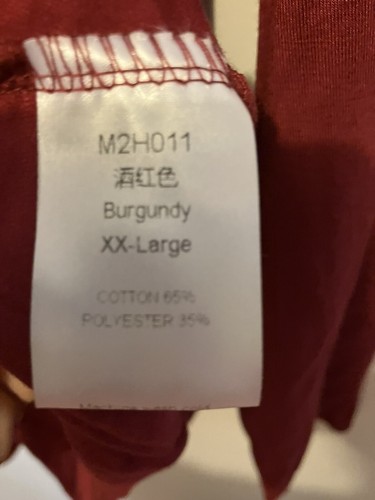 M2H011
酒红色
Burgundy
XX-Large
COTTON 65%
POLYESTER 35%